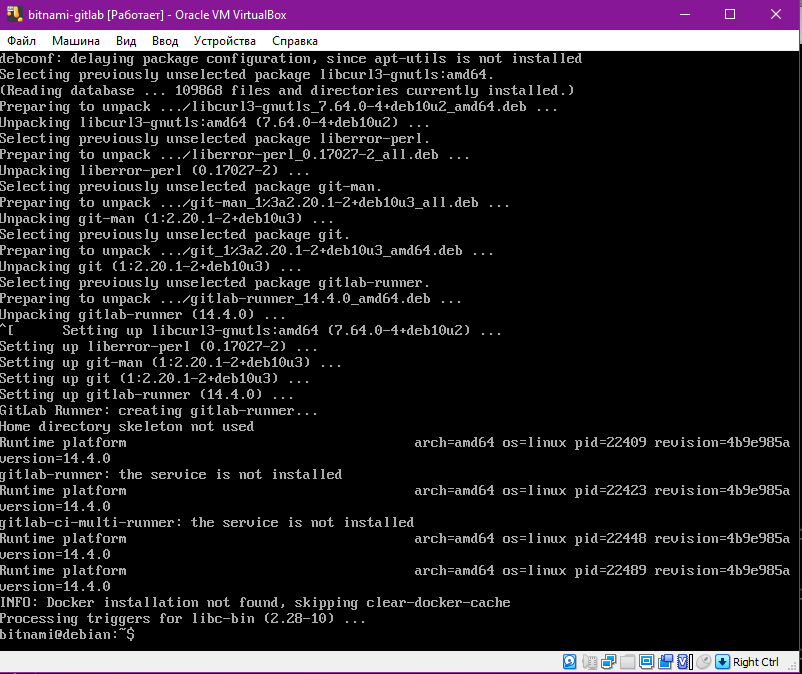 bitnami-gitlab [Работает] - Oracle VM VirtualBox
Файл Машина Вид Ввод Устройства Справка
debconf: delaying package configuration, since apt-utils is not installed
Selecting previously unselected package libcurl3-gnutls:amd64.
(Reading database ... 109868 files and directories currently installed.)
Preparing to unpack .../libcurl3-gnutls_7.64.0-4+deb10u2_amd64.deb ...
Unpacking libcurl3-gnutls:amd64 (7.64.0-4+deb10u2) ...
Selecting previously unselected package liberror-perl.
Preparing to unpack .../liberror-perl_0.17027-2_all.deb ...
Unpacking liberror-perl (0.17027-2) ...
Selecting previously unselected package git-man.
Preparing to unpack .../git-man_1%3a2.20.1-2+deb10u3_all.deb ...
Unpacking git-man (1:2.20.1-2+deb10u3) ...
Selecting previously unselected package git.
Preparing to unpack .../git_1%3a2.20.1-2+deb10u3_amd64.deb ...
Unpacking git (1:2.20.1-2+deb10u3) ...
Selecting previously unselected package gitlab-runner.
Preparing to unpack .../gitlab-runner_14.4.0_amd64.deb ...
Unpacking gitlab-runner (14.4.0) ...
^[ Setting up libcurl3-gnutls:amd64 (7.64.0-4+deb10u2) ...
Setting up liberror-perl (0.17027-2) ...
Setting up git-man (1:2.20.1-2+deb10u3) ...
Setting up git (1:2.20.1-2+deb10u3) ...
Setting up gitlab-runner (14.4.0) ...
GitLab Runner: creating gitlab-runner...
Home directory skeleton not used
Runtime platform arch=amd64 os=linux pid=22409 revision=4b9e985a
version=14.4.0
gitlab-runner: the service is not installed
Runtime platform arch=amd64 os=linux pid=22423 revision=4b9e985a
version=14.4.0
gitlab-ci-multi-runner: the service is not installed
Runtime platform arch=amd64 os=linux pid=22448 revision=4b9e985a
version=14.4.0
Runtime platform arch=amd64 os=linux pid=22489 revision=4b9e985a
version=14.4.0
INFO: Docker installation not found, skipping clear-docker-cache
Processing triggers for libc-bin (2.28-10) ...
bitnami@debian:~$
Right Ctrl